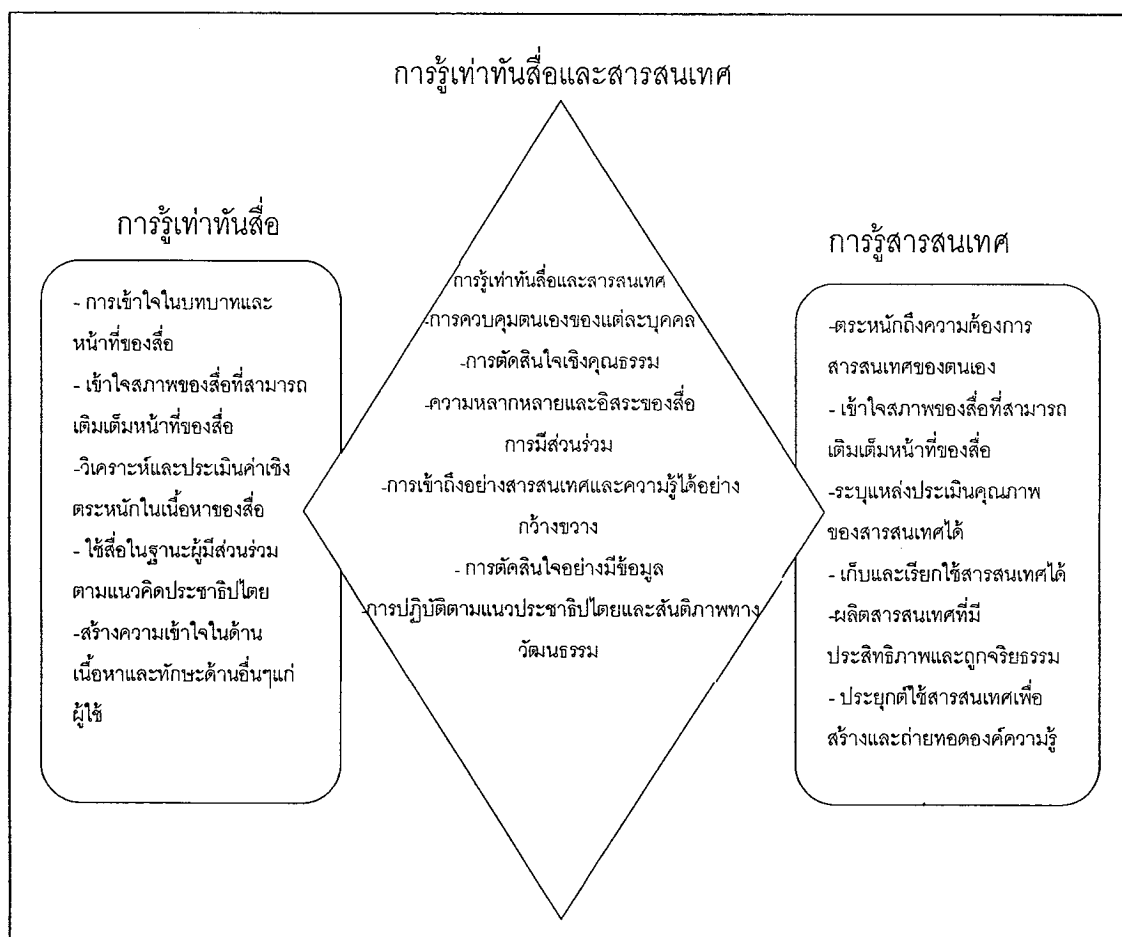 การรู้เท่าทันสื่อและสารสนเทศ
การรู้เท่าทันสื่อ
- การเข้าใจในบทบาทและ
หน้าที่ของสื่อ
- เข้าใจสภาพของสื่อที่สามารถ
เติมเต็มหน้าที่ของสื่อ
-วิเคราะห์และประเมินค่าเชิง
ตระหนักในเนื้อหาของสื่อ
- ใช้สื่อในฐานะผู้มีส่วนร่วม
ตามแนวคิดประชาธิปไตย
-สร้างความเข้าใจในด้าน
เนื้อหาและทักษะด้านอื่นๆแก่
ผู้ใช้
การรู้เท่าทันสื่อและสารสนเทศ
-การควบคุมตนเองของแต่ละบุคคล
-การตัดสินใจเชิงคุณธรรม
-ความหลากหลายและอิสระของสื่อ
การมีส่วนร่วม
-การเข้าถึงอย่างสารสนเทศและความรู้ได้อย่าง
กว้างขวาง
- การตัดสินใจอย่างมีข้อมูล
-การปฏิบัติตามแนวประชาธิปไตยและสันติภาพทาง
วัฒนธรรม
การรู้สารสนเทศ
-ตระหนักถึงความต้องการ
สารสนเทศของตนเอง
- เข้าใจสภาพของสื่อที่สามารถ
เติมเต็มหน้าที่ของสื่อ
-ระบุแหล่งประเมินคุณภาพ
ของสารสนเทศได้
- เก็บและเรียกใช้สารสนเทศได้
-ผลิตสารสนเทศที่มี
ประสิทธิภาพและถูกจริยธรรม
- ประยุกต์ใช้สารสนเทศเพื่อ
สร้างและถ่ายทอดองค์ความรู้